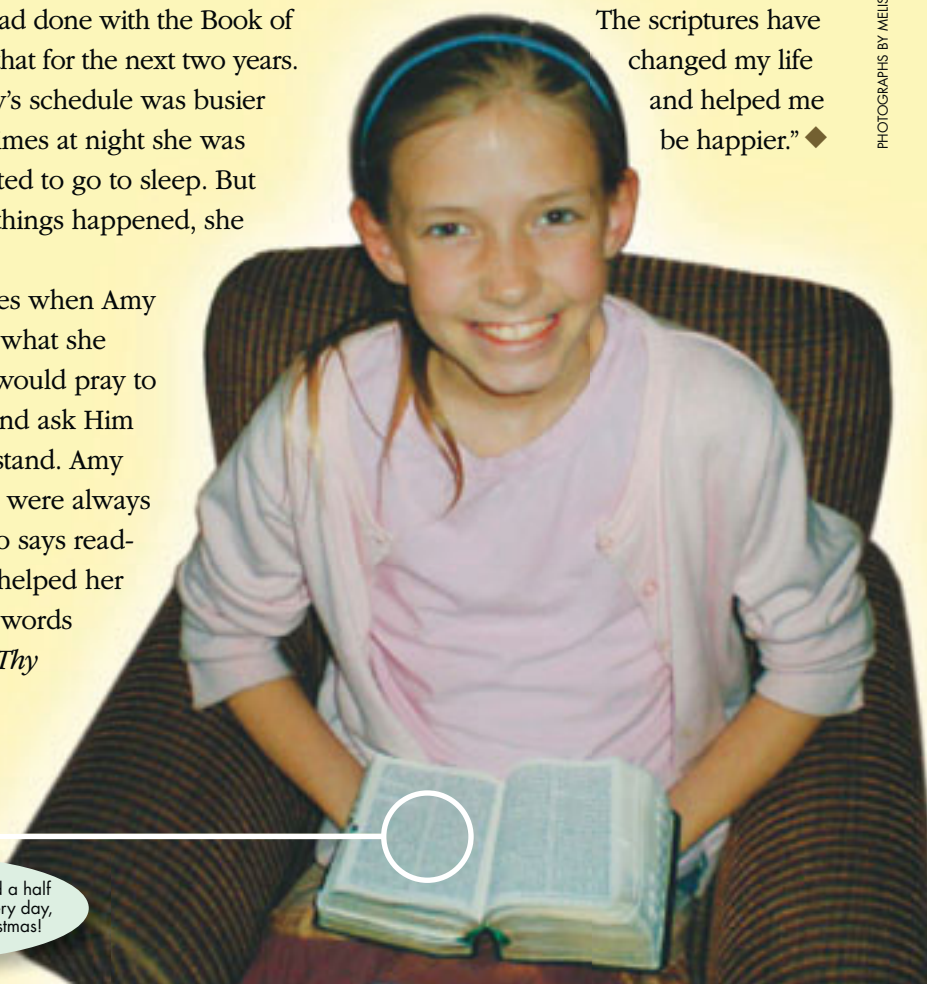 ad done with the Book of
hat for the next two years.
y's schedule was busier
mes at night she was
ted to go to sleep. But
hings happened, she
es when Amy
what she
would pray to
nd ask Him
stand. Amy
were always
o says read-
helped her
words
Thy
d a half
ry day,
stmas!
The scriptures have
changed my life
and helped me
be happier.” ◆
PHOTOGRAPHS BY MELIS